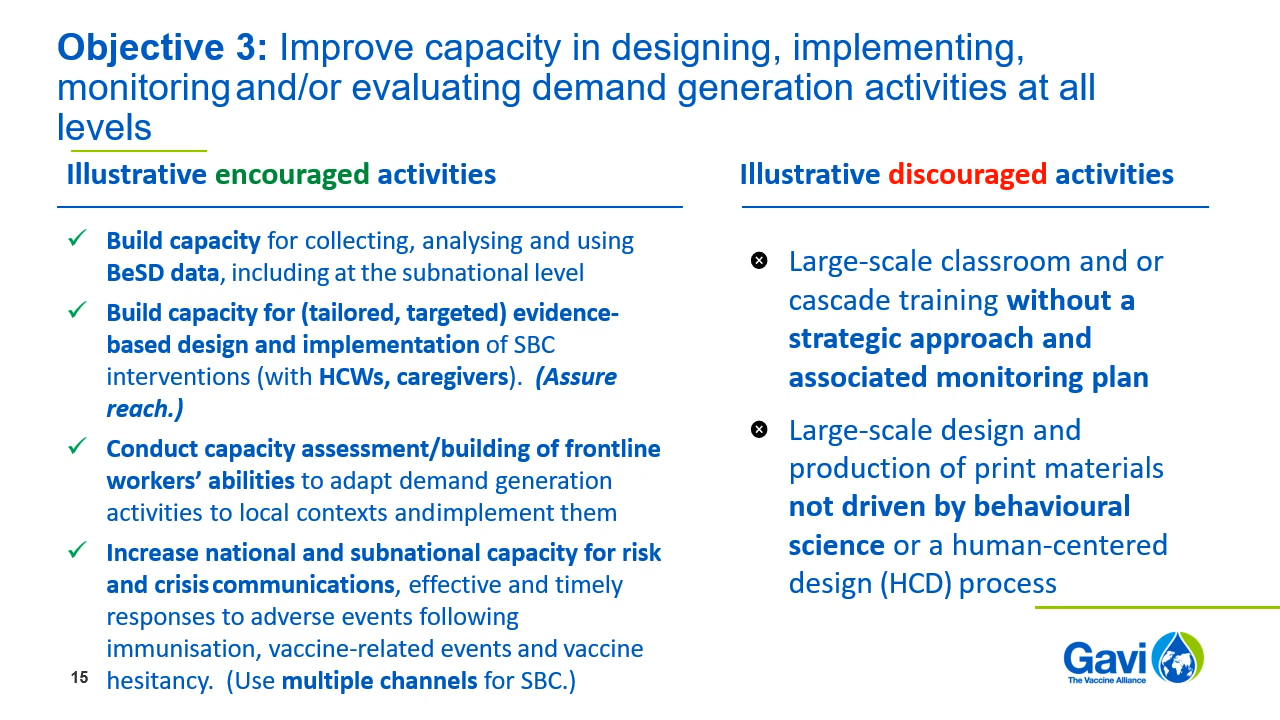 Objective 3: Improve capacity in designing, implementing,
monitoring and/or evaluating demand generation activities at all
levels
Illustrative encouraged activities
✓ Build capacity for collecting, analysing and using
BeSD data, including at the subnational level
✓ Build capacity for (tailored, targeted) evidence-
based design and implementation of SBC
interventions (with HCWs, caregivers). (Assure
reach.)
✓ Conduct capacity assessment/building of frontline
workers’ abilities to adapt demand generation
activities to local contexts andimplement them
✓ Increase national and subnational capacity for risk
and crisis communications, effective and timely
responses to adverse events following
immunisation, vaccine-related events and vaccine
hesitancy. (Use multiple channels for SBC.)
Illustrative discouraged activities
Large-scale classroom and or
cascade training without a
strategic approach and
associated monitoring plan
Large-scale design and
production of print materials
not driven by behavioural
science or a human-centered
design (HCD) process
15
Gavi
The Vaccine Alliance